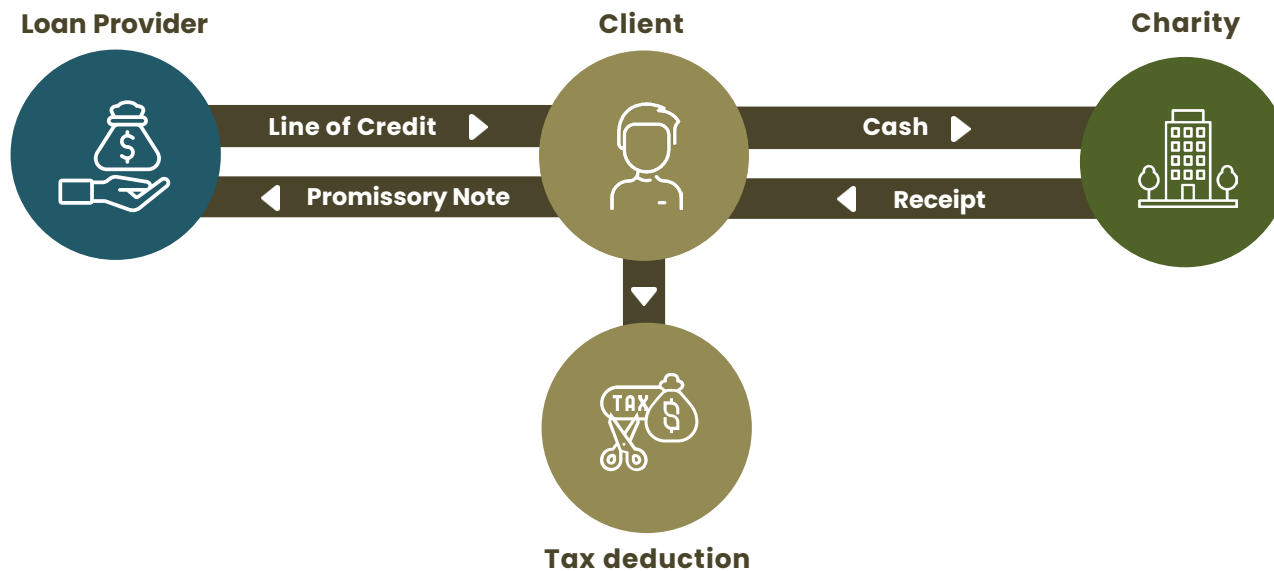 Loan Provider
Client
Charity
Line of Credit
Cash
Promissory Note
Receipt
$
TAX
$
Tax deduction